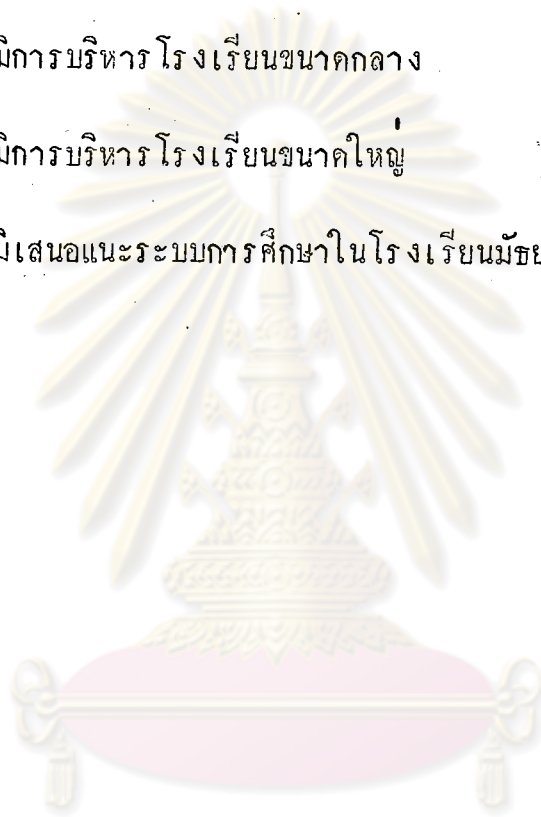 มิการบริหารโรงเรียนขนาดกลาง
มิการบริหารโรงเรียนขนาดใหญ่
มิเสนอแนะระบบการศึกษาในโรงเรียนมัธย